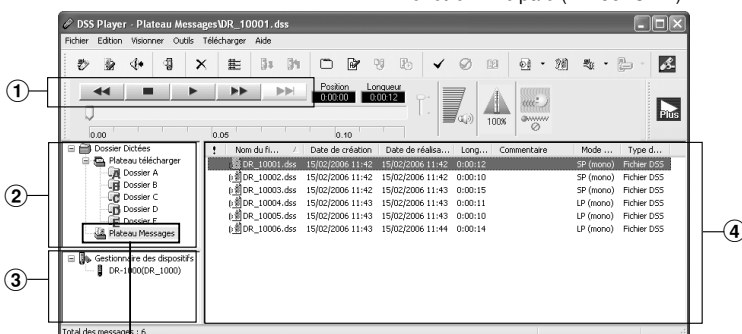 DSS Player - Plateau Messages\DR_10001.dss
Fichier Edition Visionner Outils Télécharger Aide
1
Position Longueur
0:00:00 0:00:12
100%
Plus
0.00 0.05 0.10
Dossier Dictées
Plateau télécharger
Dossier A
Dossier B
Dossier C
Dossier D
Dossier E
Plateau Messages
2
Gestionnaire des dispositifs
DR-1000(DR_1000)
3
! Nom du fi... / Date de création Date de réalisa... Long... Commentaire Mode ... Type d...
DR_10001.dss 15/02/2006 11:42 15/02/2006 11:42 0:00:12 SP (mono) Fichier DSS
DR_10002.dss 15/02/2006 11:42 15/02/2006 11:42 0:00:10 SP (mono) Fichier DSS
DR_10003.dss 15/02/2006 11:42 15/02/2006 11:43 0:00:15 SP (mono) Fichier DSS
DR_10004.dss 15/02/2006 11:43 15/02/2006 11:43 0:00:11 LP (mono) Fichier DSS
DR_10005.dss 15/02/2006 11:43 15/02/2006 11:43 0:00:10 LP (mono) Fichier DSS
DR_10006.dss 15/02/2006 11:43 15/02/2006 11:44 0:00:14 LP (mono) Fichier DSS
4
Total des messages : 6